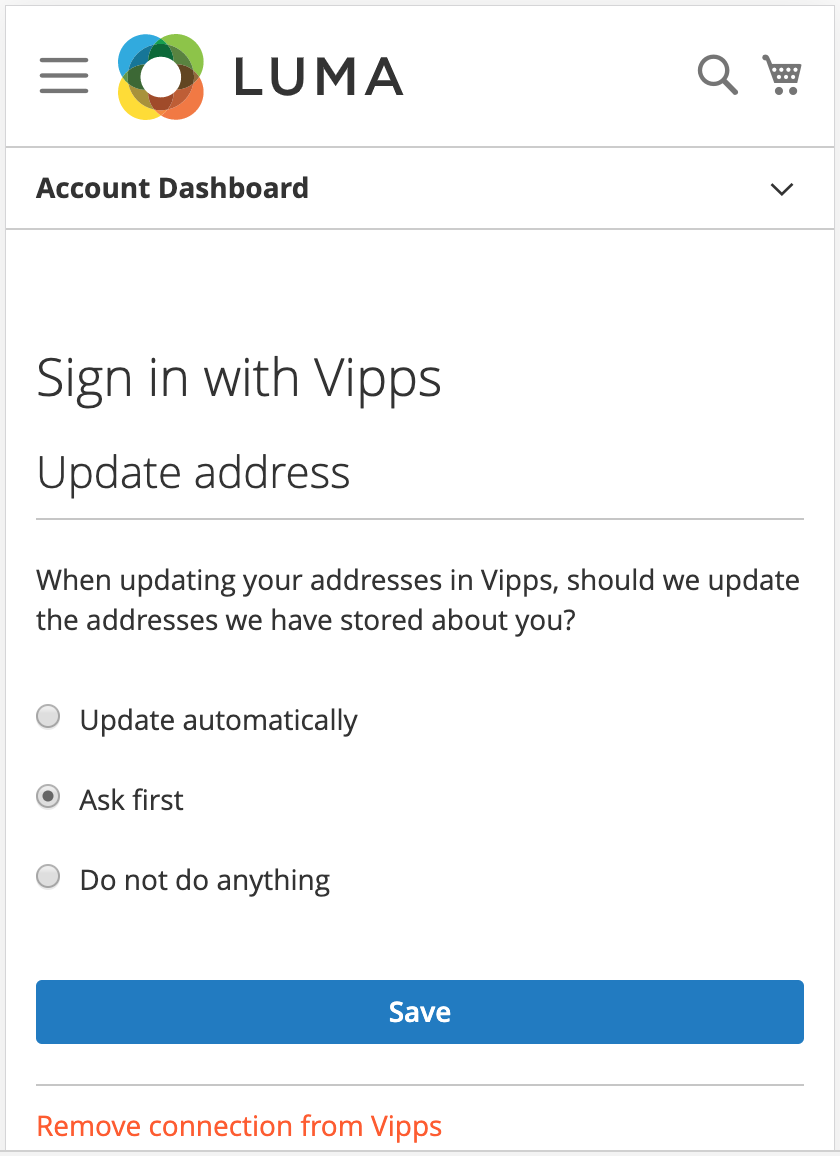 LUMA
Account Dashboard
Sign in with Vipps
Update address
When updating your addresses in Vipps, should we update
the addresses we have stored about you?
Update automatically
Ask first
Do not do anything
Save
Remove connection from Vipps